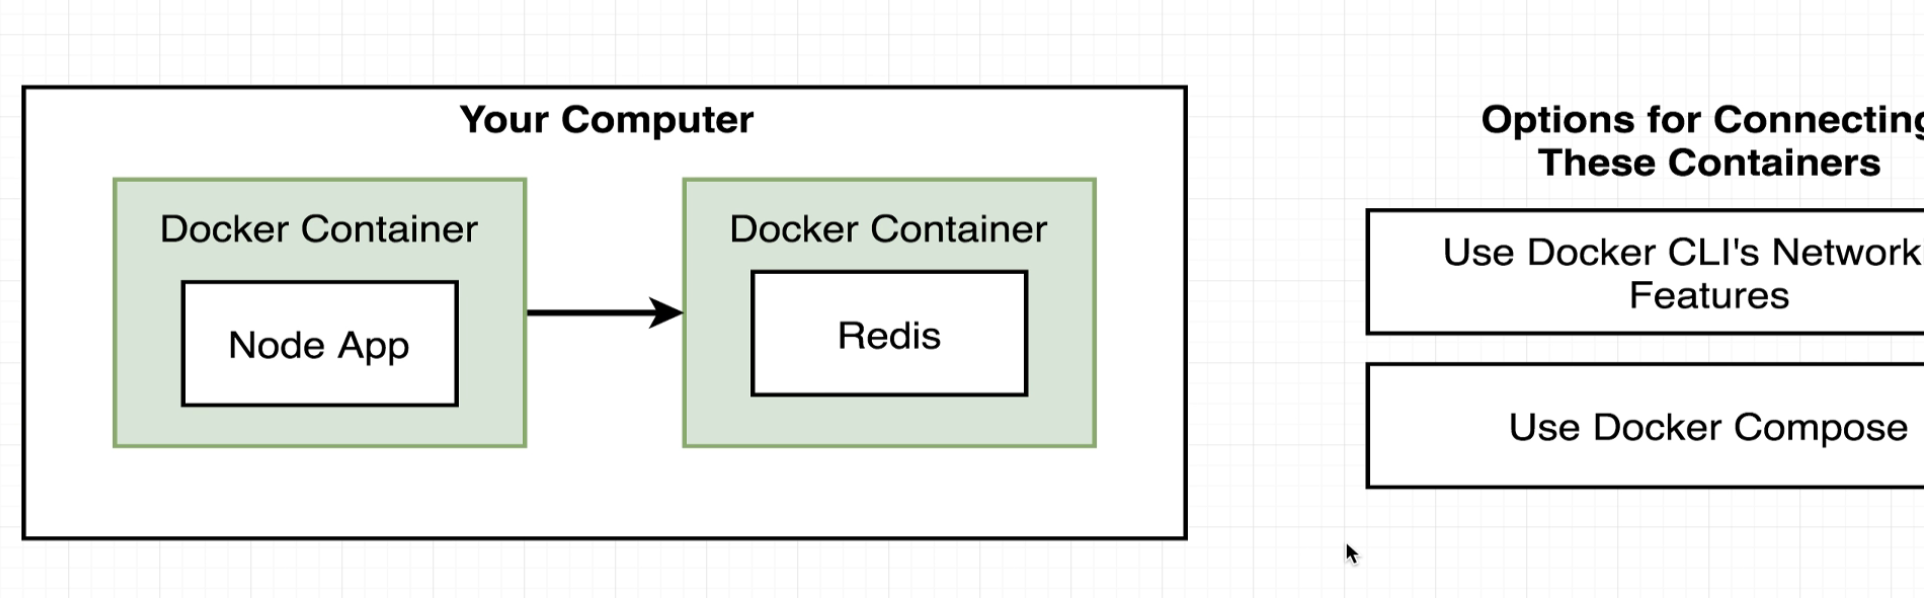 Your Computer
Docker Container
Node App
Docker Container
Redis
Options for Connecting
These Containers
Use Docker CLI's Network
Features
Use Docker Compose